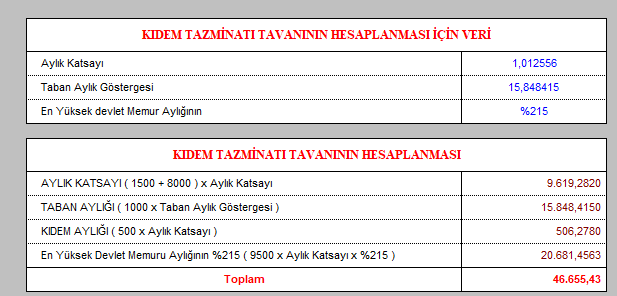 KIDEM TAZMİNATI TAVANININ HESAPLANMASI İÇİN VERİ
Aylık Katsayı 1,012556
Taban Aylık Göstergesi 15,848415
En Yüksek devlet Memur Aylığının %215
KIDEM TAZMİNATI TAVANININ HESAPLANMASI
AYLIK KATSAYI ( 1500 + 8000 ) x Aylık Katsayı 9.619,2820
TABAN AYLIĞI ( 1000 x Taban Aylık Göstergesi ) 15.848,4150
KIDEM AYLIĞI ( 500 x Aylık Katsayı ) 506,2780
En Yüksek Devlet Memuru Aylığının %215 ( 9500 x Aylık Katsayı x %215 ) 20.681,4563
Toplam 46.655,43